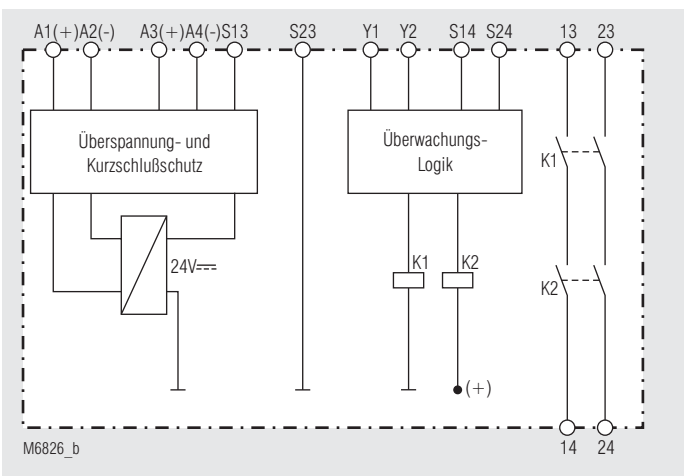 A1(+) A2(-) A3(+) A4(-) S13 S23 Y1 Y2 S14 S24 13 23
Überspannung- und
Kurzschlußschutz
Überwachungs-
Logik
K1
K1 K2
24V
K2
(+)
M6826_b
14 24